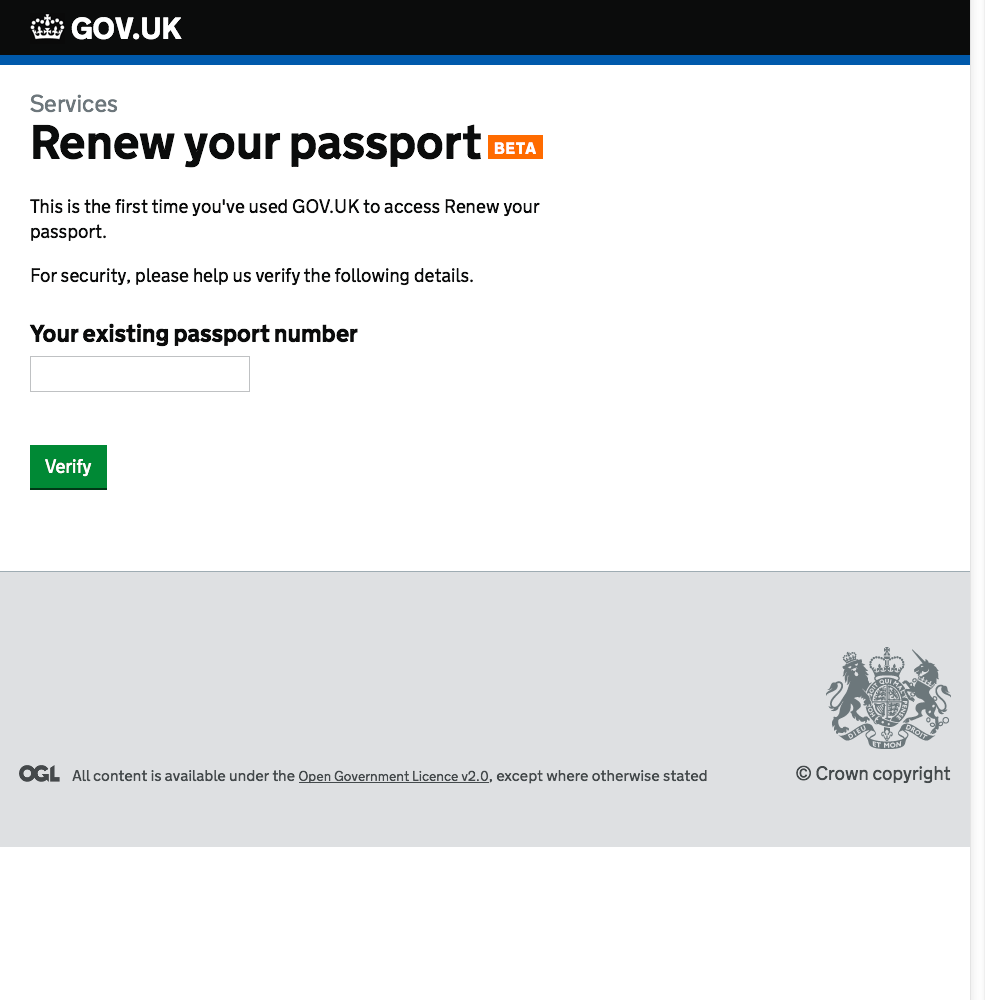 GOV.UK
Services
Renew your passport BETA
This is the first time you've used GOV.UK to access Renew your
passport.
For security, please help us verify the following details.
Your existing passport number
Verify
DIEU ET MON DROIT
OGL All content is available under the Open Government Licence v2.0, except where otherwise stated
© Crown copyright